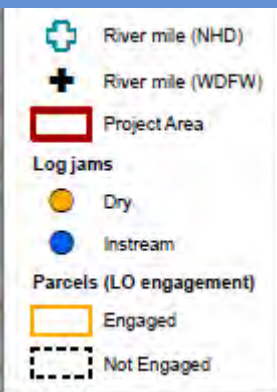 River mile (NHD)
River mile (WDFW)
Project Area
Log jams
Dry
Instream
Parcels (LO engagement)
Engaged
Not Engaged